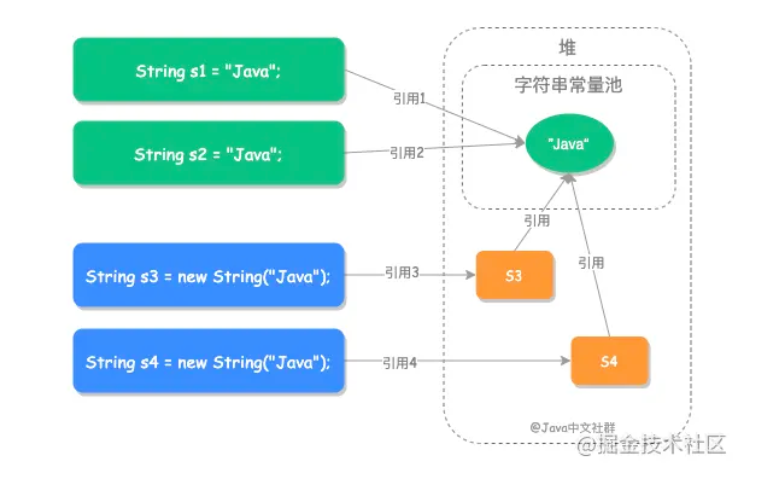 堆
字符串常量池
String s1 = "Java";
引用1
String s2 = "Java";
引用2
"Java"
引用
String s3 = new String("Java");
引用3
S3
引用
String s4 = new String("Java");
引用4
S4
@Java中文社群
@掘金技术社区